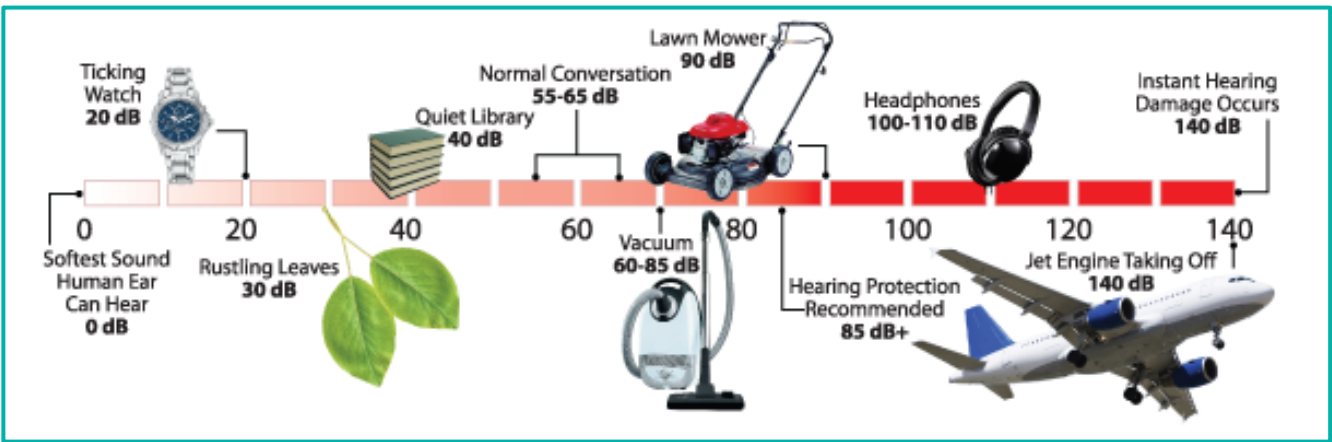 Ticking
Watch
20 dB
Normal Conversation
55-65 dB
Quiet Library
40 dB
Lawn Mower
90 dB
Headphones
100-110 dB
Instant Hearing
Damage Occurs
140 dB
0 20 40 60 80 100 120 140
Softest Sound
Human Ear
Can Hear
0 dB
Rustling Leaves
30 dB
Vacuum
60-85 dB
Hearing Protection
Recommended
85 dB+
Jet Engine Taking Off
140 dB